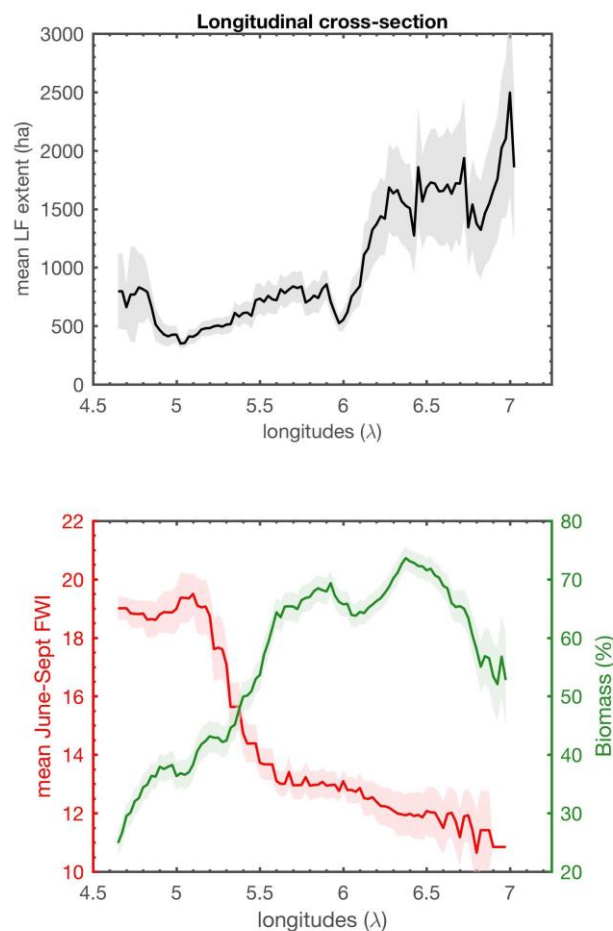 Longitudinal cross-section
3000
2500
2000
1500
1000
500
0
mean LF extent (ha)
4.5 5 5.5 6 6.5 7
longitudes (λ)
22
20
18
16
14
12
10
mean June-Sept FWI
80
70
60
50
40
30
20
Biomass (%)
4.5 5 5.5 6 6.5 7
longitudes (λ)